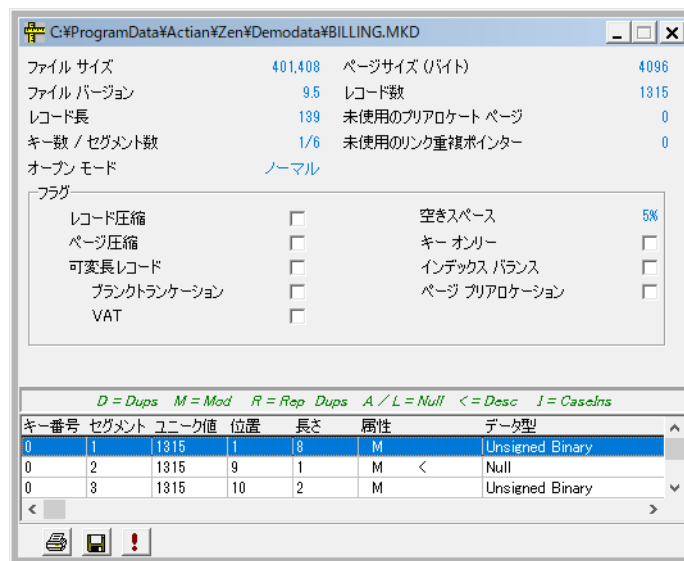 C:¥ProgramData¥Actian¥Zen¥Demodata¥BILLING.MKD
ファイル サイズ 401,408 ページサイズ (バイト) 4096
ファイル バージョン 9.5 レコード数 1315
レコード長 139 未使用のプリアロケート ページ 0
キー数 / セグメント数 1/6 未使用のリンク重複ポインター 0
オープン モード ノーマル
フラグ
レコード圧縮 空きスペース 5%
ページ圧縮 キー オンリー
可変長レコード インデックス バランス
ブランクトランケーション ページ プリアロケーション
VAT
D = Dups M = Mod R = Rep Dups A / L = Null < = Desc I = CaseIns
キー番号 セグメント ユニーク値 位置 長さ 属性 データ型
0 1 1315 1 8 M Unsigned Binary
0 2 1315 9 1 M < Null
0 3 1315 10 2 M Unsigned Binary